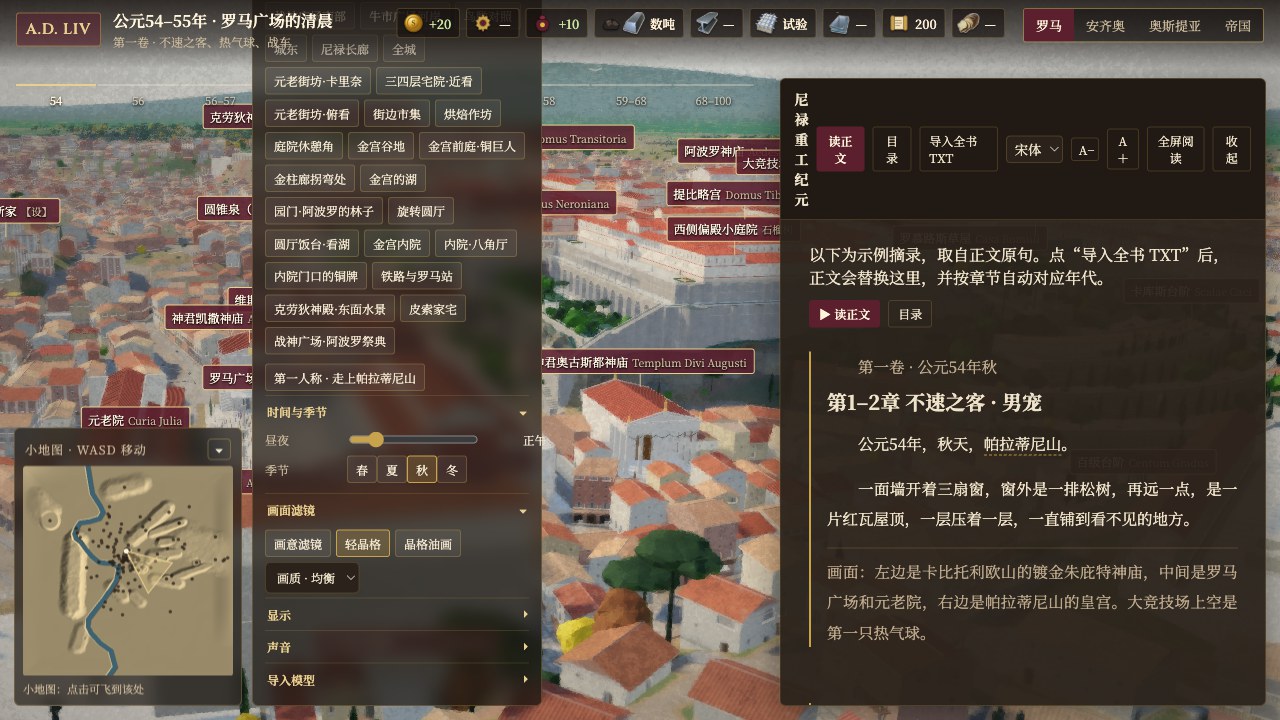 A.D. LIV
公元54–55年 · 罗马广场的清晨
第一卷 · 不速之客、热气球、战车
+20
—
+10
数吨
—
试验
—
200
—
罗马
安齐奥
奥斯提亚
帝国
54
56
56–57
58
59–68
68–100
城东
尼禄长廊
全城
元老街坊·卡里奈
三四层宅院·近看
元老街坊·俯看
街边市集
烘焙作坊
庭院休憩角
金宫谷地
金宫前庭·铜巨人
金柱廊拐弯处
金宫的湖
园门·阿波罗的林子
旋转圆厅
圆厅饭台·看湖
金宫内院
内院·八角厅
内院门口的铜牌
铁路与罗马站
克劳狄神殿·东面水景
皮索家宅
战神广场·阿波罗祭典
第一人称 · 走上帕拉蒂尼山
时间与季节
昼夜
正午
季节
春
夏
秋
冬
画面滤镜
画意滤镜
轻晶格
晶格油画
画质 · 均衡
显示
声音
导入模型
克劳狄神
圆锥泉
斯家 【设】
神君凯撒神庙
罗马广场
元老院 Curia Julia
omus Transitoria
阿波罗神庙
大竞技
us Neroniana
提比略宫 Domus Tib
西侧偏殿小庭院 石榴
君奥古斯都神庙 Templum Divi Augusti
小地图 · WASD 移动
小地图：点击可飞到该处
尼禄重工纪元
读正文
目录
导入全书 TXT
宋体
A−
A+
全屏阅读
收起
以下为示例摘录，取自正文原句。点“导入全书 TXT”后，
正文会替换这里，并按章节自动对应年代。
▶ 读正文
目录
第一卷 · 公元54年秋
第1–2章 不速之客 · 男宠
公元54年，秋天，帕拉蒂尼山。
一面墙开着三扇窗，窗外是一排松树，再远一点，是一
片红瓦屋顶，一层压着一层，一直铺到看不见的地方。
画面：左边是卡比托利欧山的镀金朱庇特神庙，中间是罗马
广场和元老院，右边是帕拉蒂尼山的皇宫。大竞技场上空是
第一只热气球。